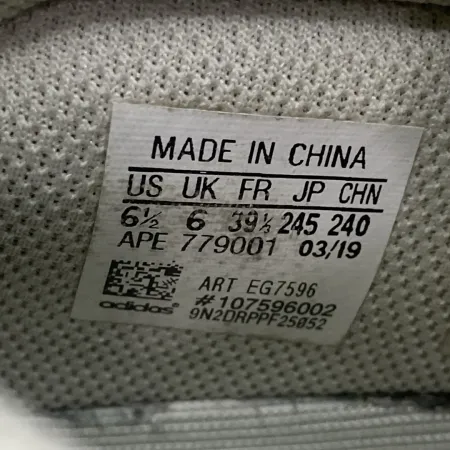 MADE IN CHINA
US UK FR JP CHN
6½ 6 39⅓ 245 240
APE 779001 03/19
ART EG7596
#107596002
adidas 9N2DRPPF25052